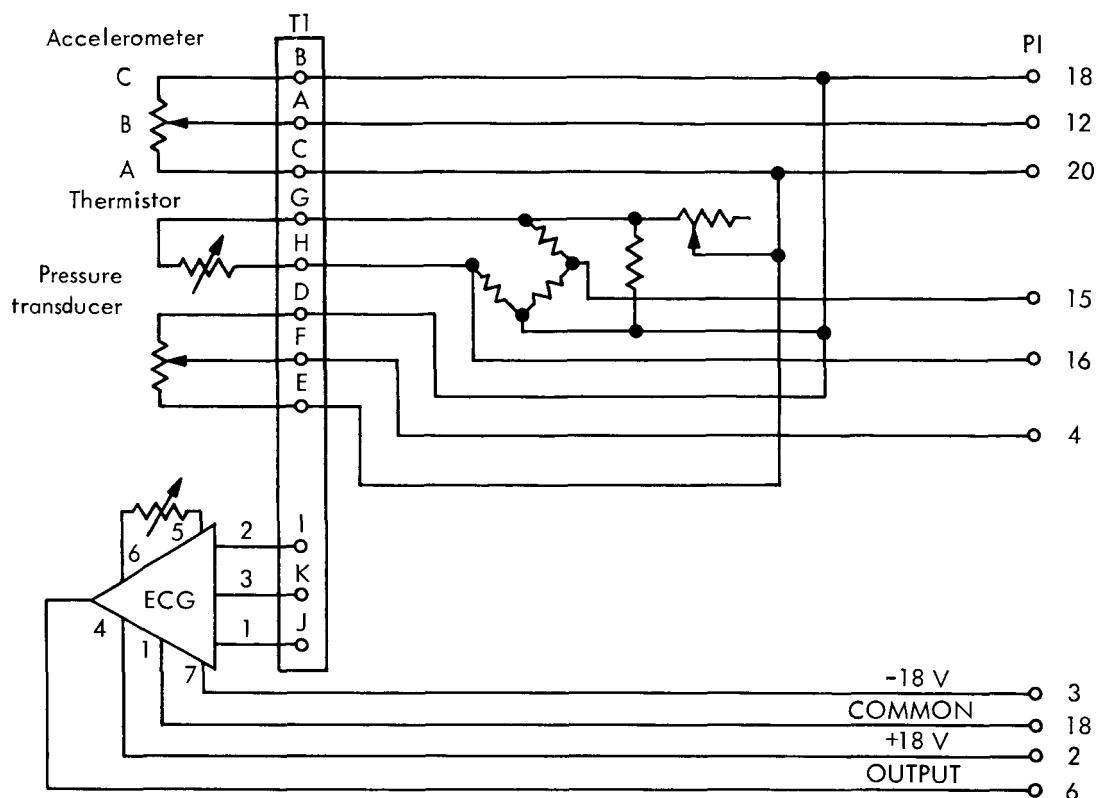 T1
Accelerometer
PI
B
C
18
A
B
12
C
A
20
Thermistor
G
H
Pressure
transducer
D
15
F
16
E
4
5
2
I
6
3
K
ECG
4
1
J
1
7
-18 V
3
COMMON
18
+18 V
2
OUTPUT
6